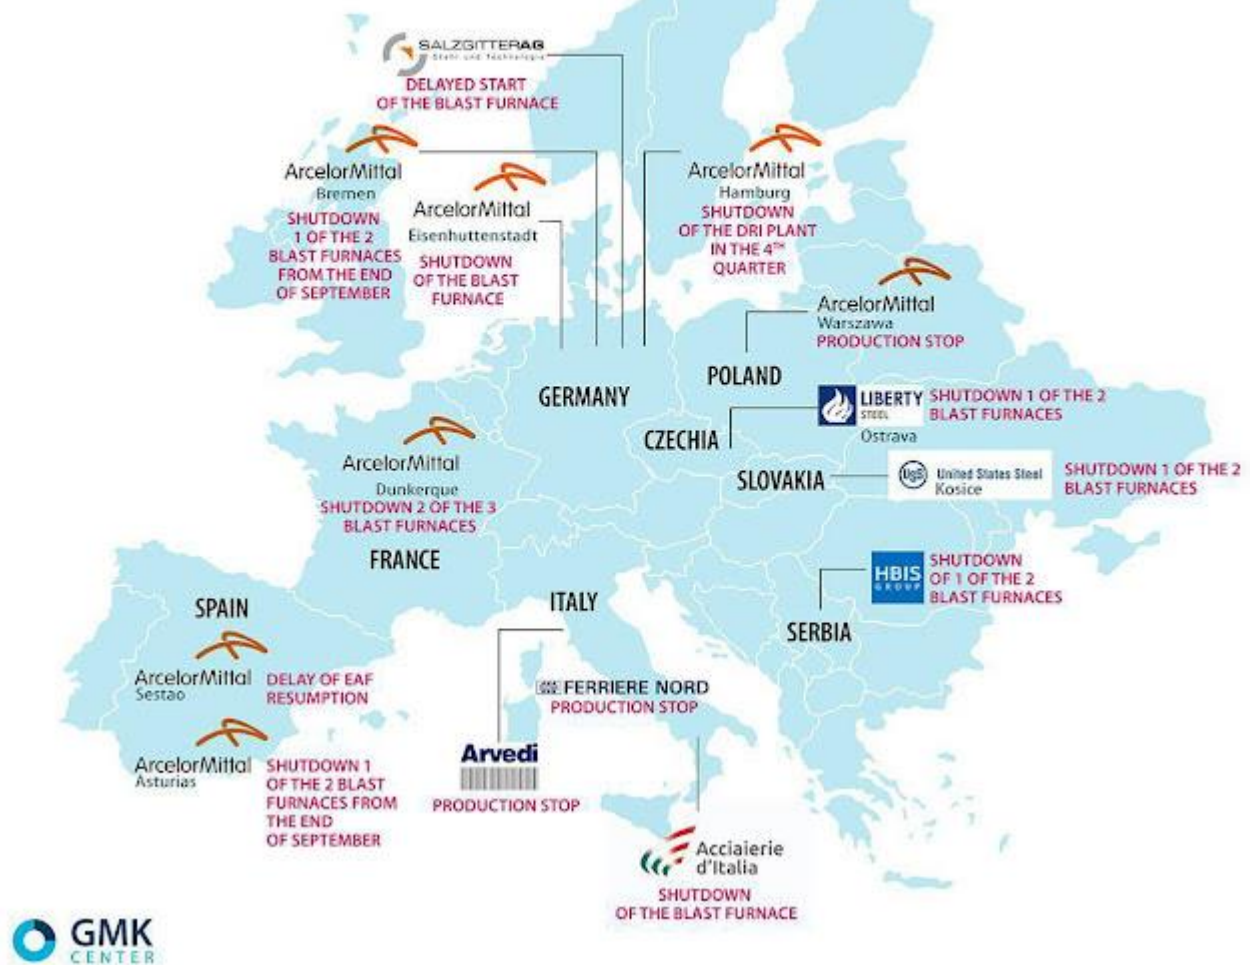 SALZGITTERAG
Stahl und Technologie
DELAYED START
OF THE BLAST FURNACE
ArcelorMittal
Bremen
SHUTDOWN
1 OF THE 2
BLAST FURNACES
FROM THE END
OF SEPTEMBER
ArcelorMittal
Eisenhuttenstadt
SHUTDOWN
OF THE BLAST
FURNACE
ArcelorMittal
Hamburg
SHUTDOWN
OF THE DRI PLANT
IN THE 4TH
QUARTER
ArcelorMittal
Warszawa
PRODUCTION STOP
POLAND
GERMANY
LIBERTY
STEEL
Ostrava
SHUTDOWN 1 OF THE 2
BLAST FURNACES
CZECHIA
ArcelorMittal
Dunkerque
SHUTDOWN 2 OF THE 3
BLAST FURNACES
FRANCE
SLOVAKIA
USS
United States Steel
Kosice
SHUTDOWN 1 OF THE 2
BLAST FURNACES
HBIS
GROUP
SHUTDOWN
OF 1 OF THE 2
BLAST FURNACES
SERBIA
SPAIN
ArcelorMittal
Sestao
DELAY OF EAF
RESUMPTION
ArcelorMittal
Asturias
SHUTDOWN 1
OF THE 2 BLAST
FURNACES FROM
THE END
OF SEPTEMBER
ITALY
FERRIERE NORD
PRODUCTION STOP
Arvedi
PRODUCTION STOP
Acciaierie
d'Italia
SHUTDOWN
OF THE BLAST FURNACE
GMK
CENTER